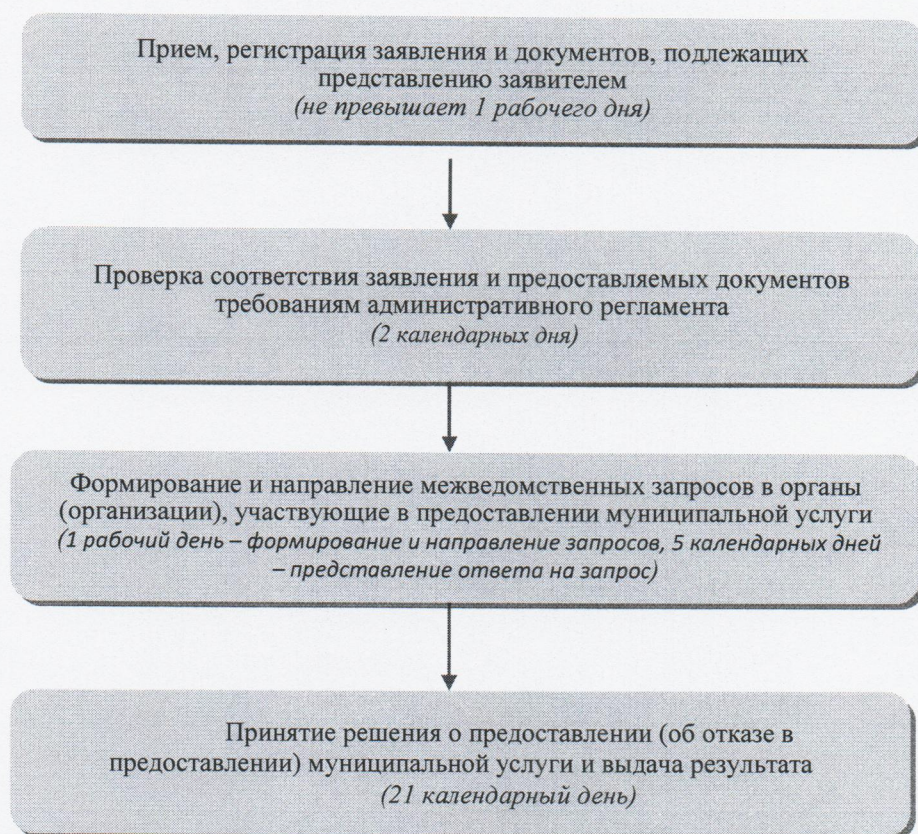 Прием, регистрация заявления и документов, подлежащих
представлению заявителем
(не превышает 1 рабочего дня)
Проверка соответствия заявления и предоставляемых документов
требованиям административного регламента
(2 календарных дня)
Формирование и направление межведомственных запросов в органы
(организации), участвующие в предоставлении муниципальной услуги
(1 рабочий день – формирование и направление запросов, 5 календарных дней
– представление ответа на запрос)
Принятие решения о предоставлении (об отказе в
предоставлении) муниципальной услуги и выдача результата
(21 календарный день)